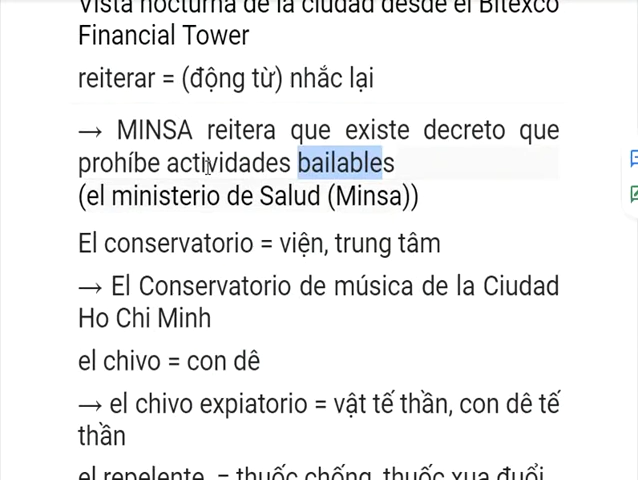 Vista nocturna de la ciudad desde el Bitexco
Financial Tower
reiterar = (động từ) nhắc lại
→ MINSA reitera que existe decreto que
prohíbe actividades bailables
(el ministerio de Salud (Minsa))
El conservatorio = viện, trung tâm
→ El Conservatorio de música de la Ciudad
Ho Chi Minh
el chivo = con dê
→ el chivo expiatorio = vật tế thần, con dê tế
thần
el repelente = thuốc chống, thuốc xua đuổi